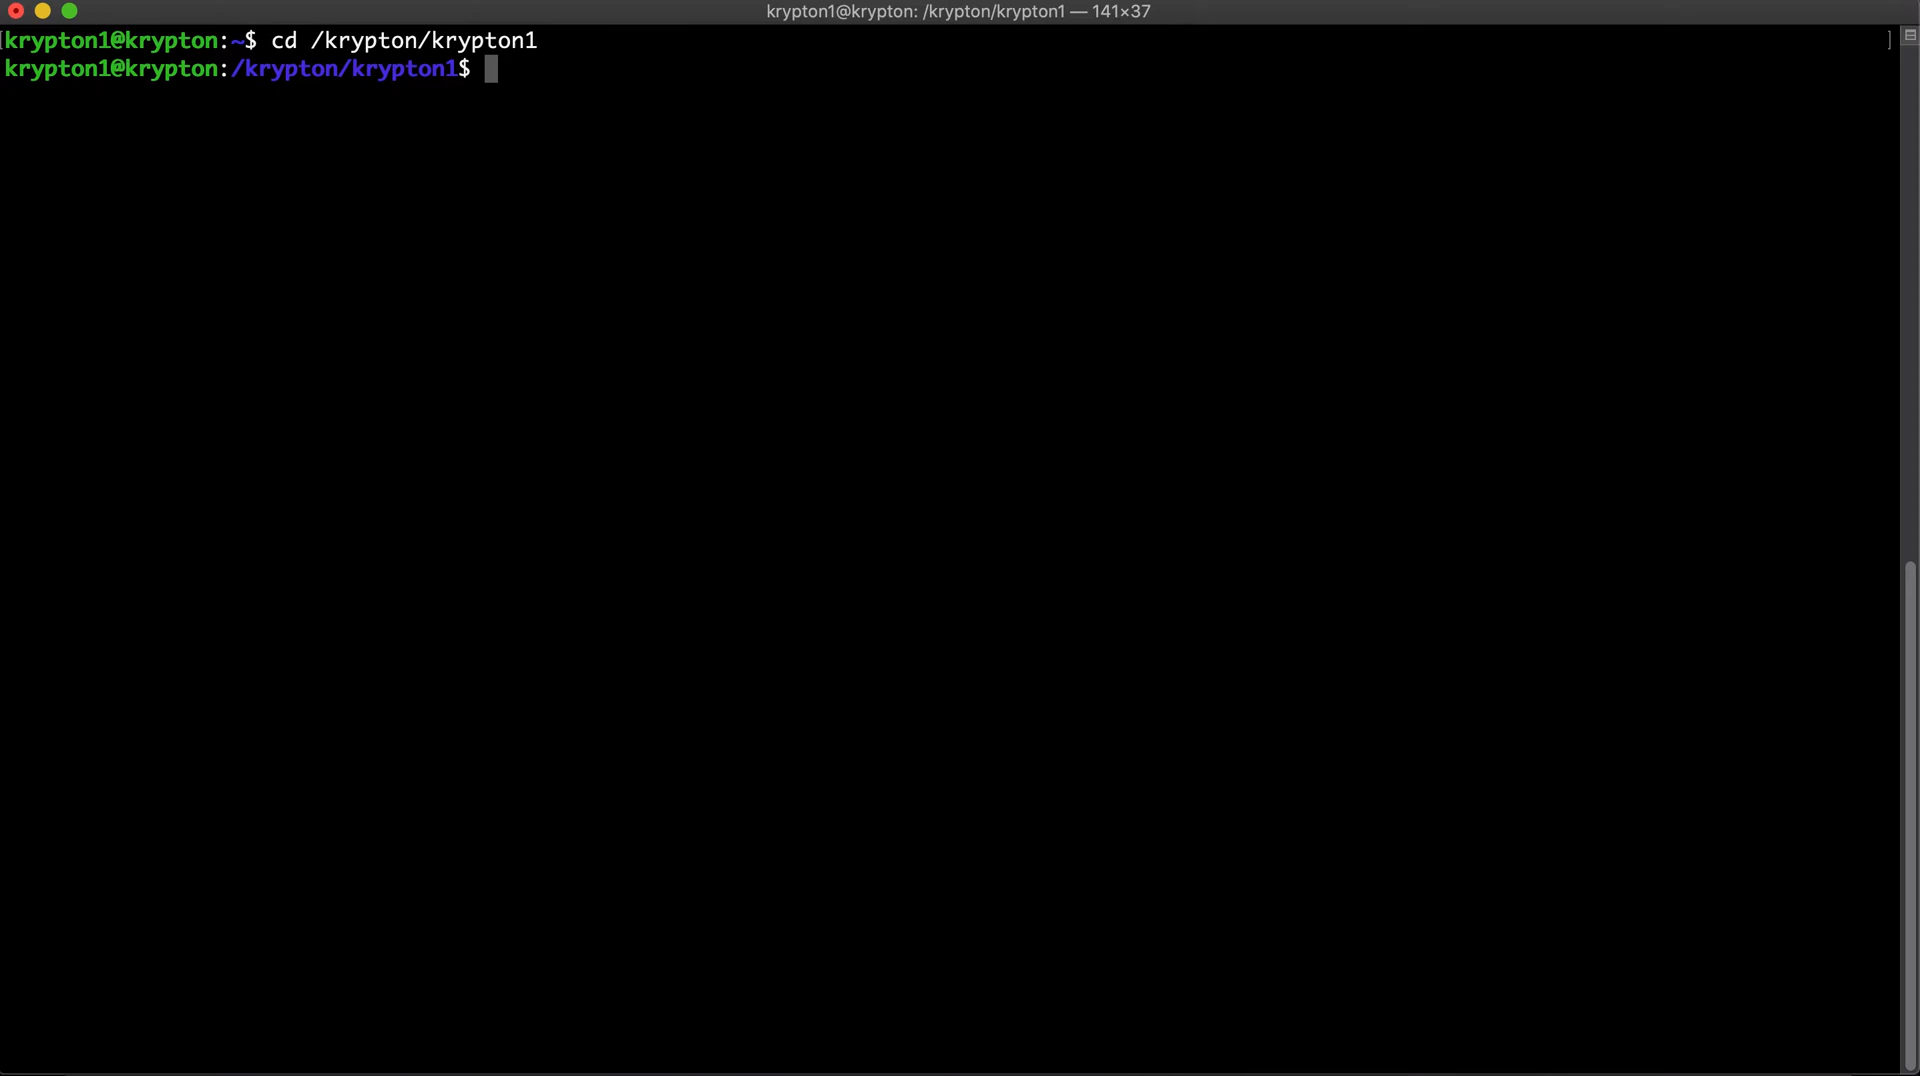 krypton1@krypton: /krypton/krypton1 — 141×37
[krypton1@krypton:~$ cd /krypton/krypton1 ]
krypton1@krypton:/krypton/krypton1$